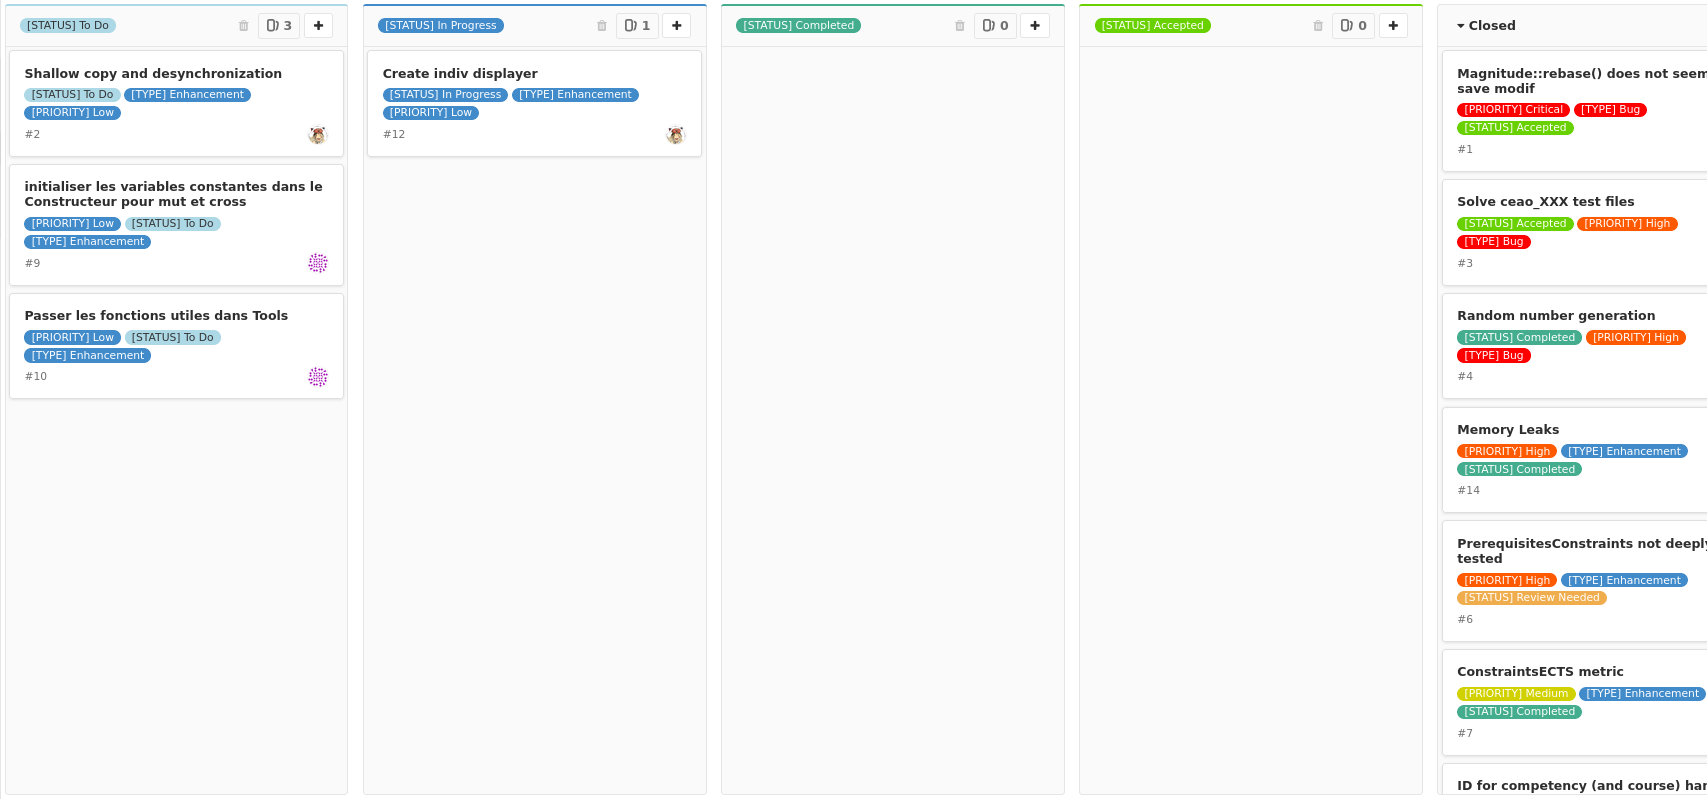 [STATUS] To Do
3
Shallow copy and desynchronization
[STATUS] To Do [TYPE] Enhancement
[PRIORITY] Low
#2
initialiser les variables constantes dans le
Constructeur pour mut et cross
[PRIORITY] Low [STATUS] To Do
[TYPE] Enhancement
#9
Passer les fonctions utiles dans Tools
[PRIORITY] Low [STATUS] To Do
[TYPE] Enhancement
#10
[STATUS] In Progress
1
Create indiv displayer
[STATUS] In Progress [TYPE] Enhancement
[PRIORITY] Low
#12
[STATUS] Completed
0
[STATUS] Accepted
0
Closed
Magnitude::rebase() does not seem
save modif
[PRIORITY] Critical [TYPE] Bug
[STATUS] Accepted
#1
Solve ceao_XXX test files
[STATUS] Accepted [PRIORITY] High
[TYPE] Bug
#3
Random number generation
[STATUS] Completed [PRIORITY] High
[TYPE] Bug
#4
Memory Leaks
[PRIORITY] High [TYPE] Enhancement
[STATUS] Completed
#14
PrerequisitesConstraints not deeply
tested
[PRIORITY] High [TYPE] Enhancement
[STATUS] Review Needed
#6
ConstraintsECTS metric
[PRIORITY] Medium [TYPE] Enhancement
[STATUS] Completed
#7
ID for competency (and course)